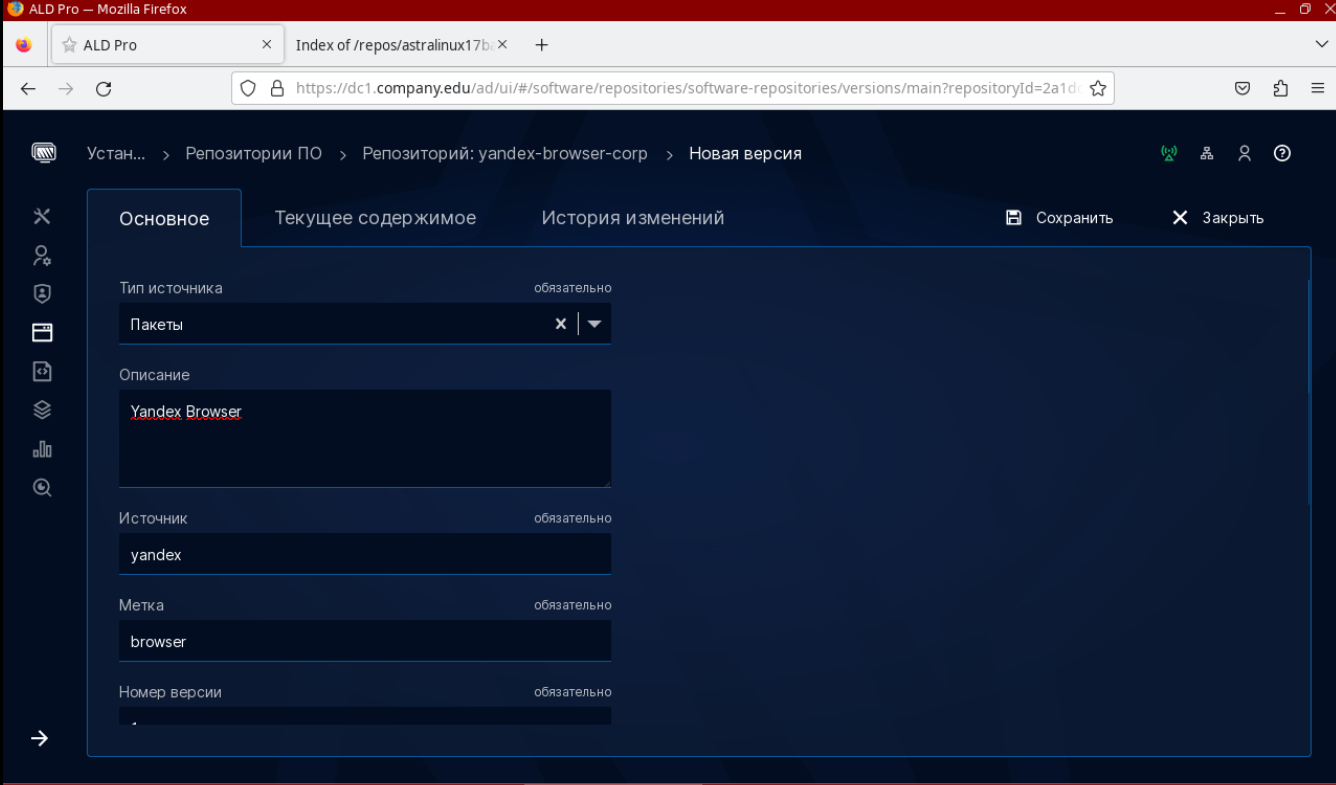 ALD Pro — Mozilla Firefox
ALD Pro
Index of /repos/astralinux17ba
https://dc1.company.edu/ad/ui/#/software/repositories/software-repositories/versions/main?repositoryId=2a1d
Устан... > Репозитории ПО > Репозиторий: yandex-browser-corp > Новая версия
Основное Текущее содержимое История изменений Сохранить Закрыть
Тип источника обязательно
Пакеты
Описание
Yandex Browser
Источник обязательно
yandex
Метка обязательно
browser
Номер версии обязательно